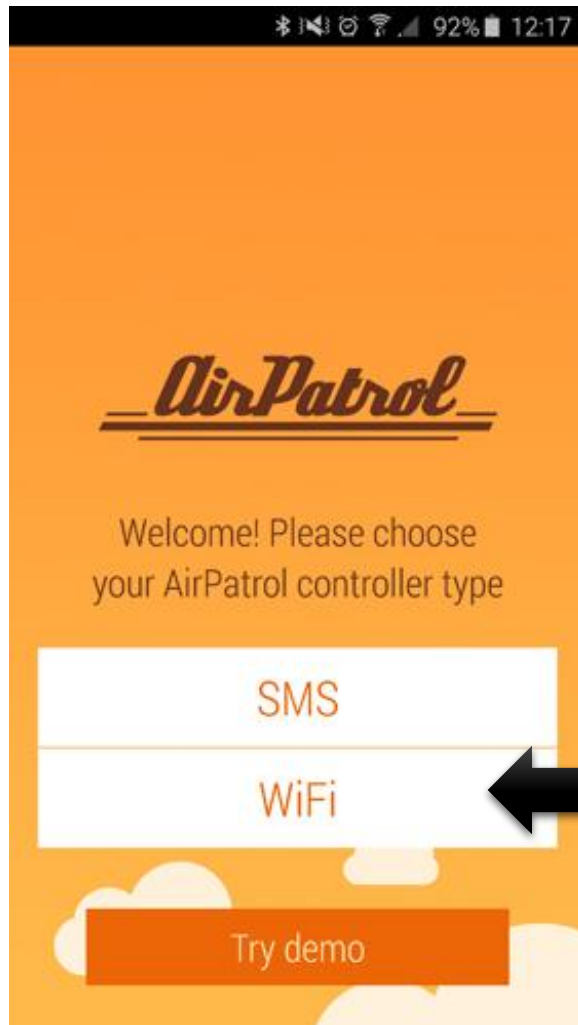 92% 12:17
AirPatrol
Welcome! Please choose
your AirPatrol controller type
SMS
WiFi
Try demo